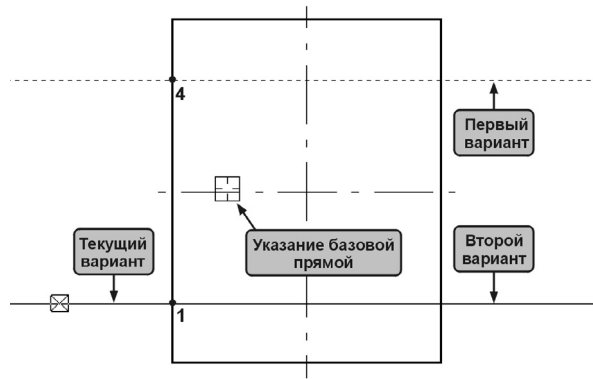 4
Первый
вариант
Текущий
вариант
Указание базовой
прямой
Второй
вариант
1